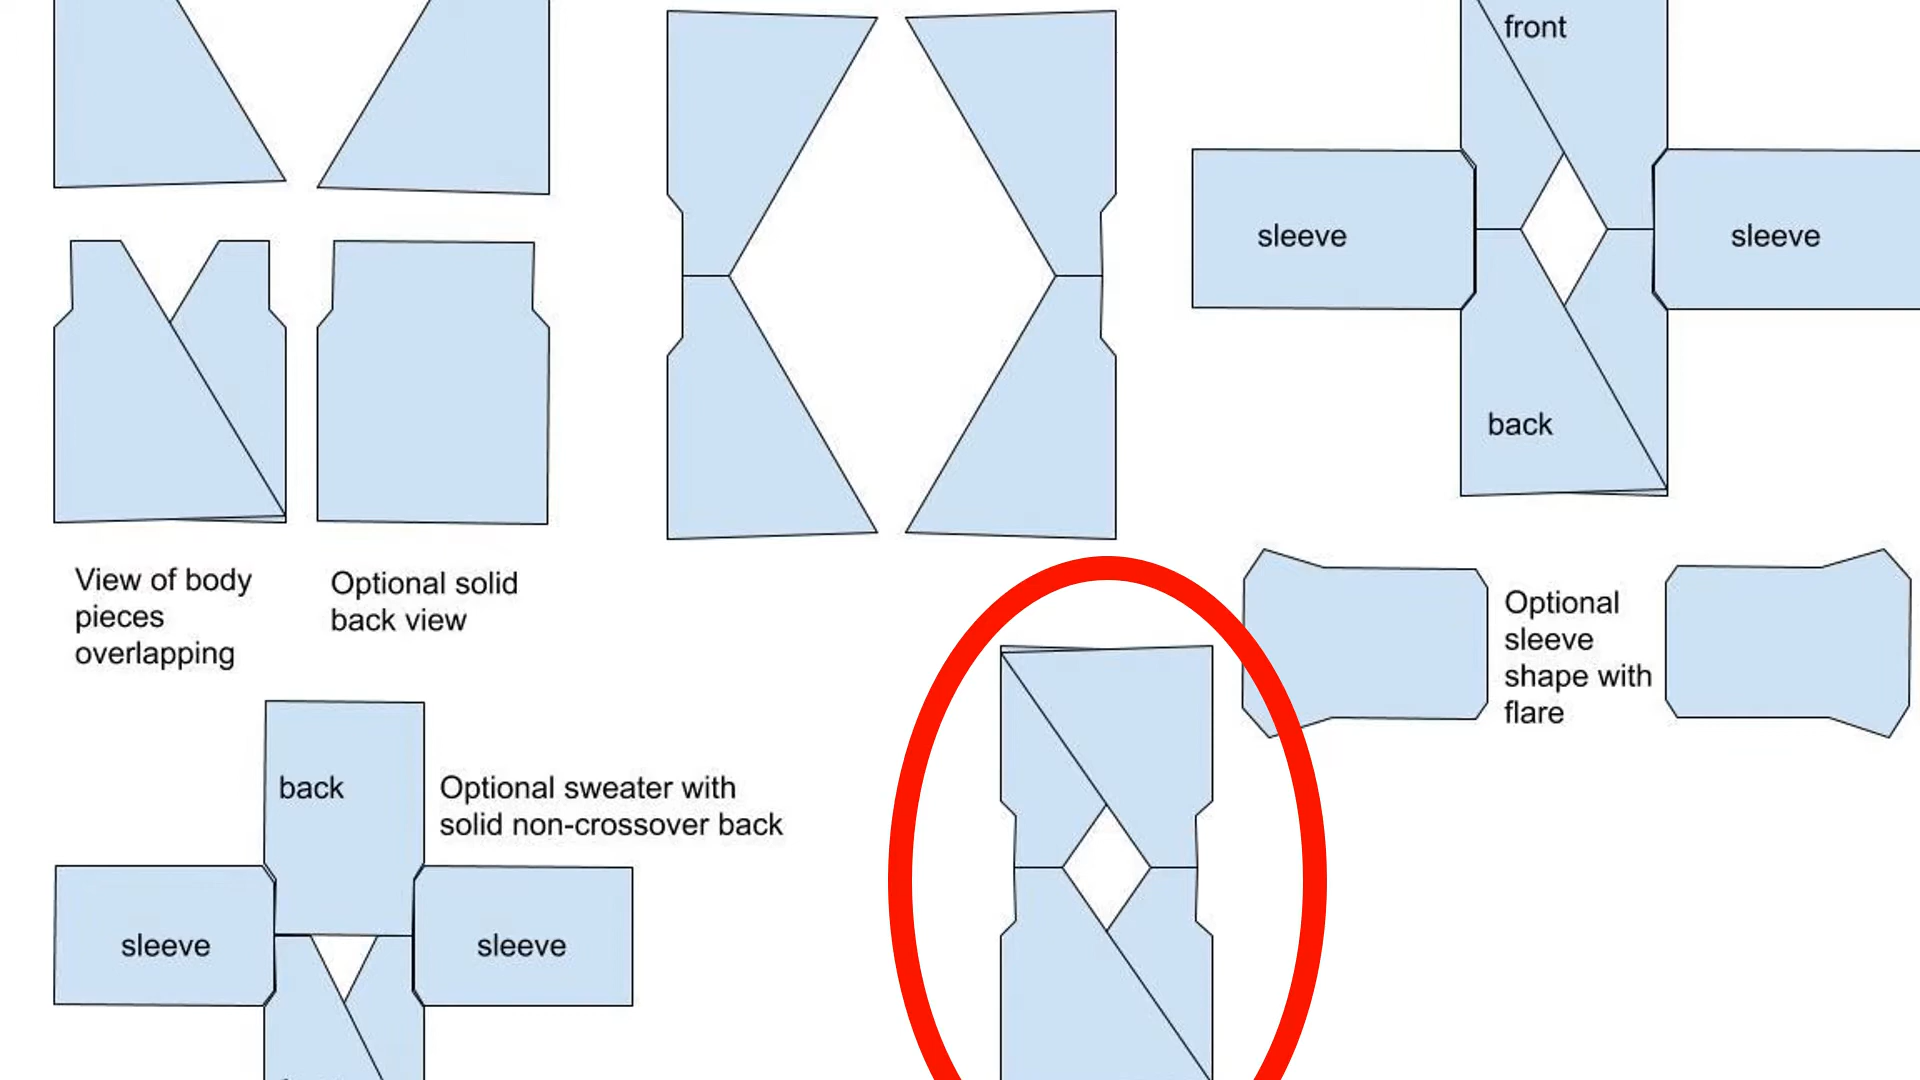 front
sleeve
sleeve
back
View of body
pieces
overlapping
Optional solid
back view
Optional
sleeve
shape with
flare
back
Optional sweater with
solid non-crossover back
sleeve
sleeve